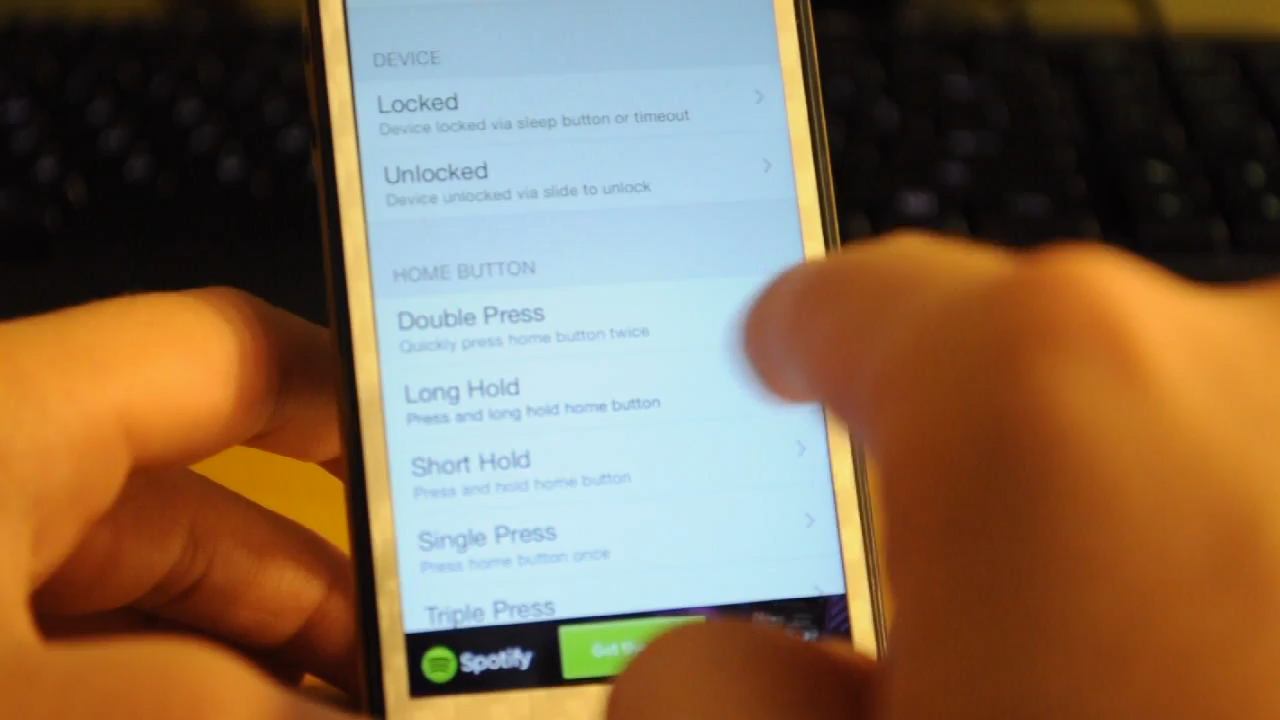 DEVICE
Locked
Device locked via sleep button or timeout
Unlocked
Device unlocked via slide to unlock
HOME BUTTON
Double Press
Quickly press home button twice
Long Hold
Press and long hold home button
Short Hold
Press and hold home button
Single Press
Press home button once
Triple Press
Spotify
Get